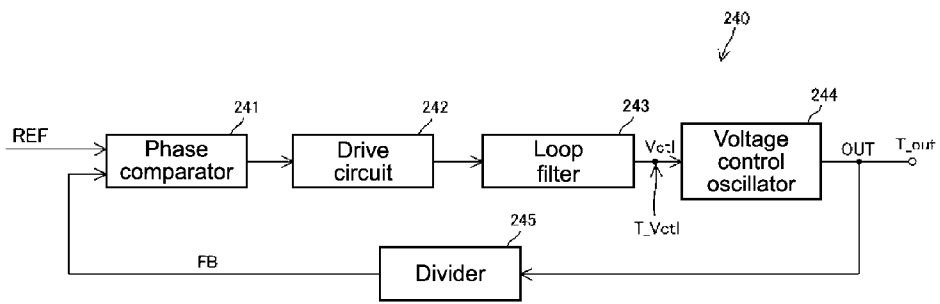 240
241
242
243
244
REF
Phase
comparator
Drive
circuit
Loop
filter
Vctl
T_Vctl
Voltage
control
oscillator
OUT
T_out
245
FB
Divider